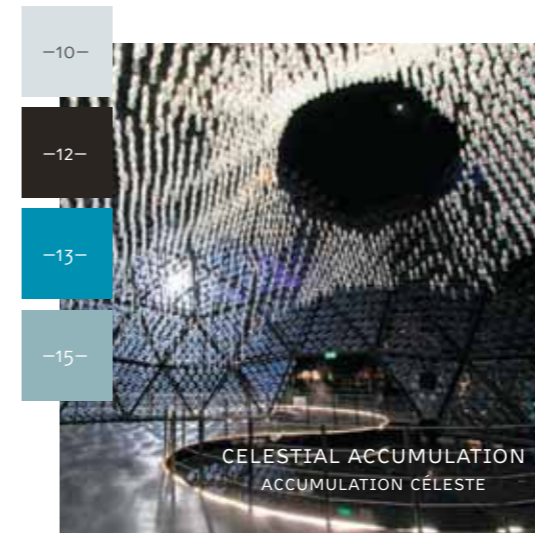 –10–
–12–
–13–
–15–
CELESTIAL ACCUMULATION
ACCUMULATION CÉLESTE